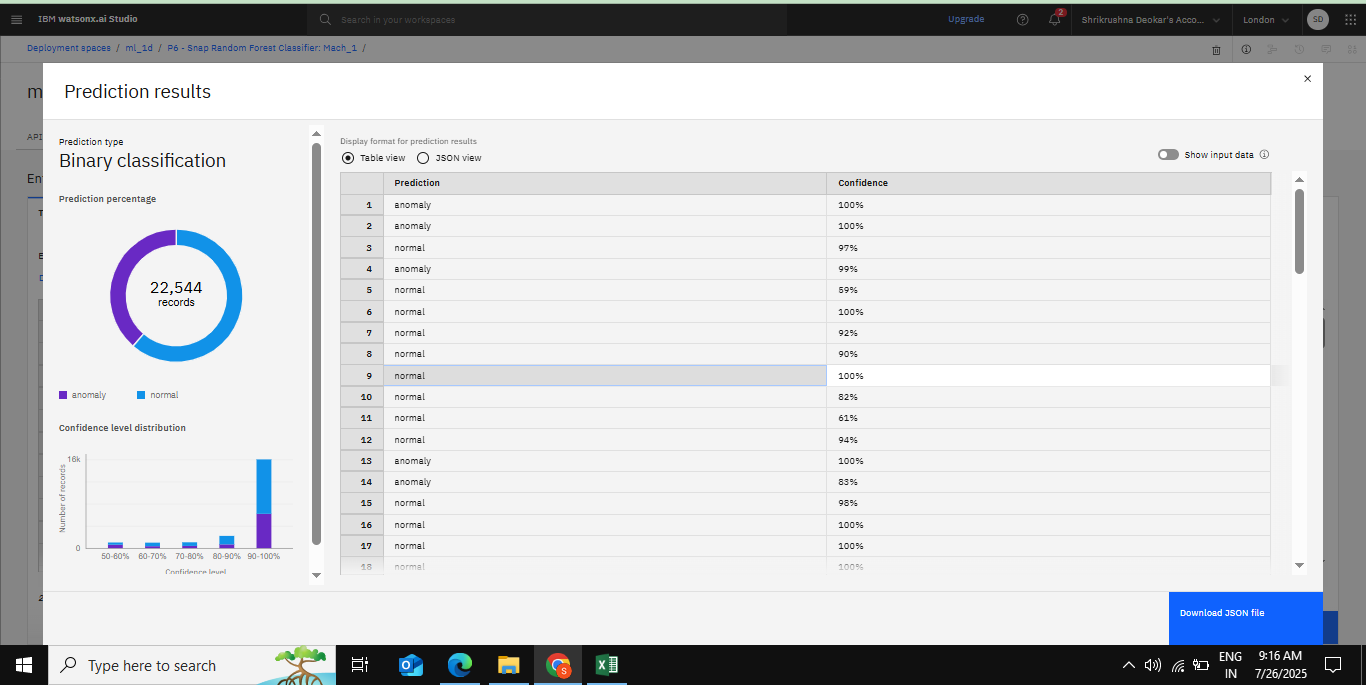 IBM watsonx.ai Studio
Search in your workspaces
Upgrade
2
Shrikrushna Deokar's Acco...
London
SD
Deployment spaces / ml_1d / P6 - Snap Random Forest Classifier: Mach_1 /
Prediction results
API
Prediction type
Binary classification
Prediction percentage
22,544
records
anomaly
normal
Confidence level distribution
Number of records
16k
0
50-60% 60-70% 70-80% 80-90% 90-100%
Confidence level
Display format for prediction results
Table view
JSON view
Show input data
Prediction Confidence
1 anomaly 100%
2 anomaly 100%
3 normal 97%
4 anomaly 99%
5 normal 59%
6 normal 100%
7 normal 92%
8 normal 90%
9 normal 100%
10 normal 82%
11 normal 61%
12 normal 94%
13 anomaly 100%
14 anomaly 83%
15 normal 98%
16 normal 100%
17 normal 100%
18 normal 100%
Download JSON file
Type here to search
ENG
IN
9:16 AM
7/26/2025